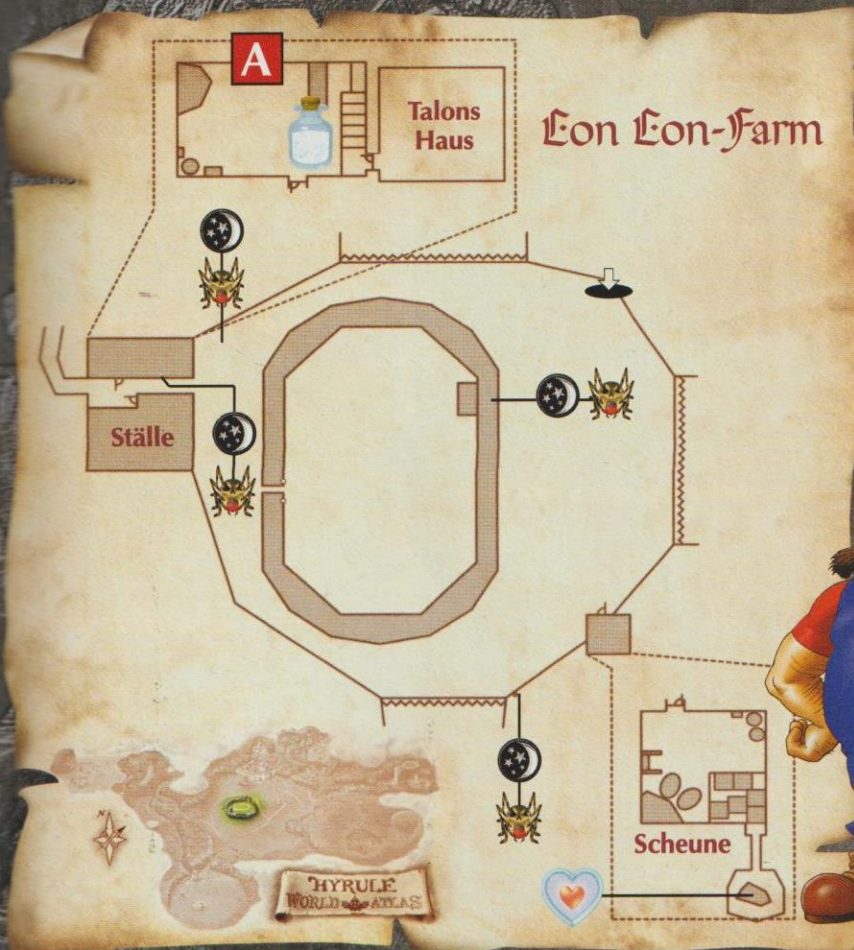 A
Talons
Haus
Lon Lon-Farm
Ställe
Scheune
N
HYRULE
WORLD ATLAS